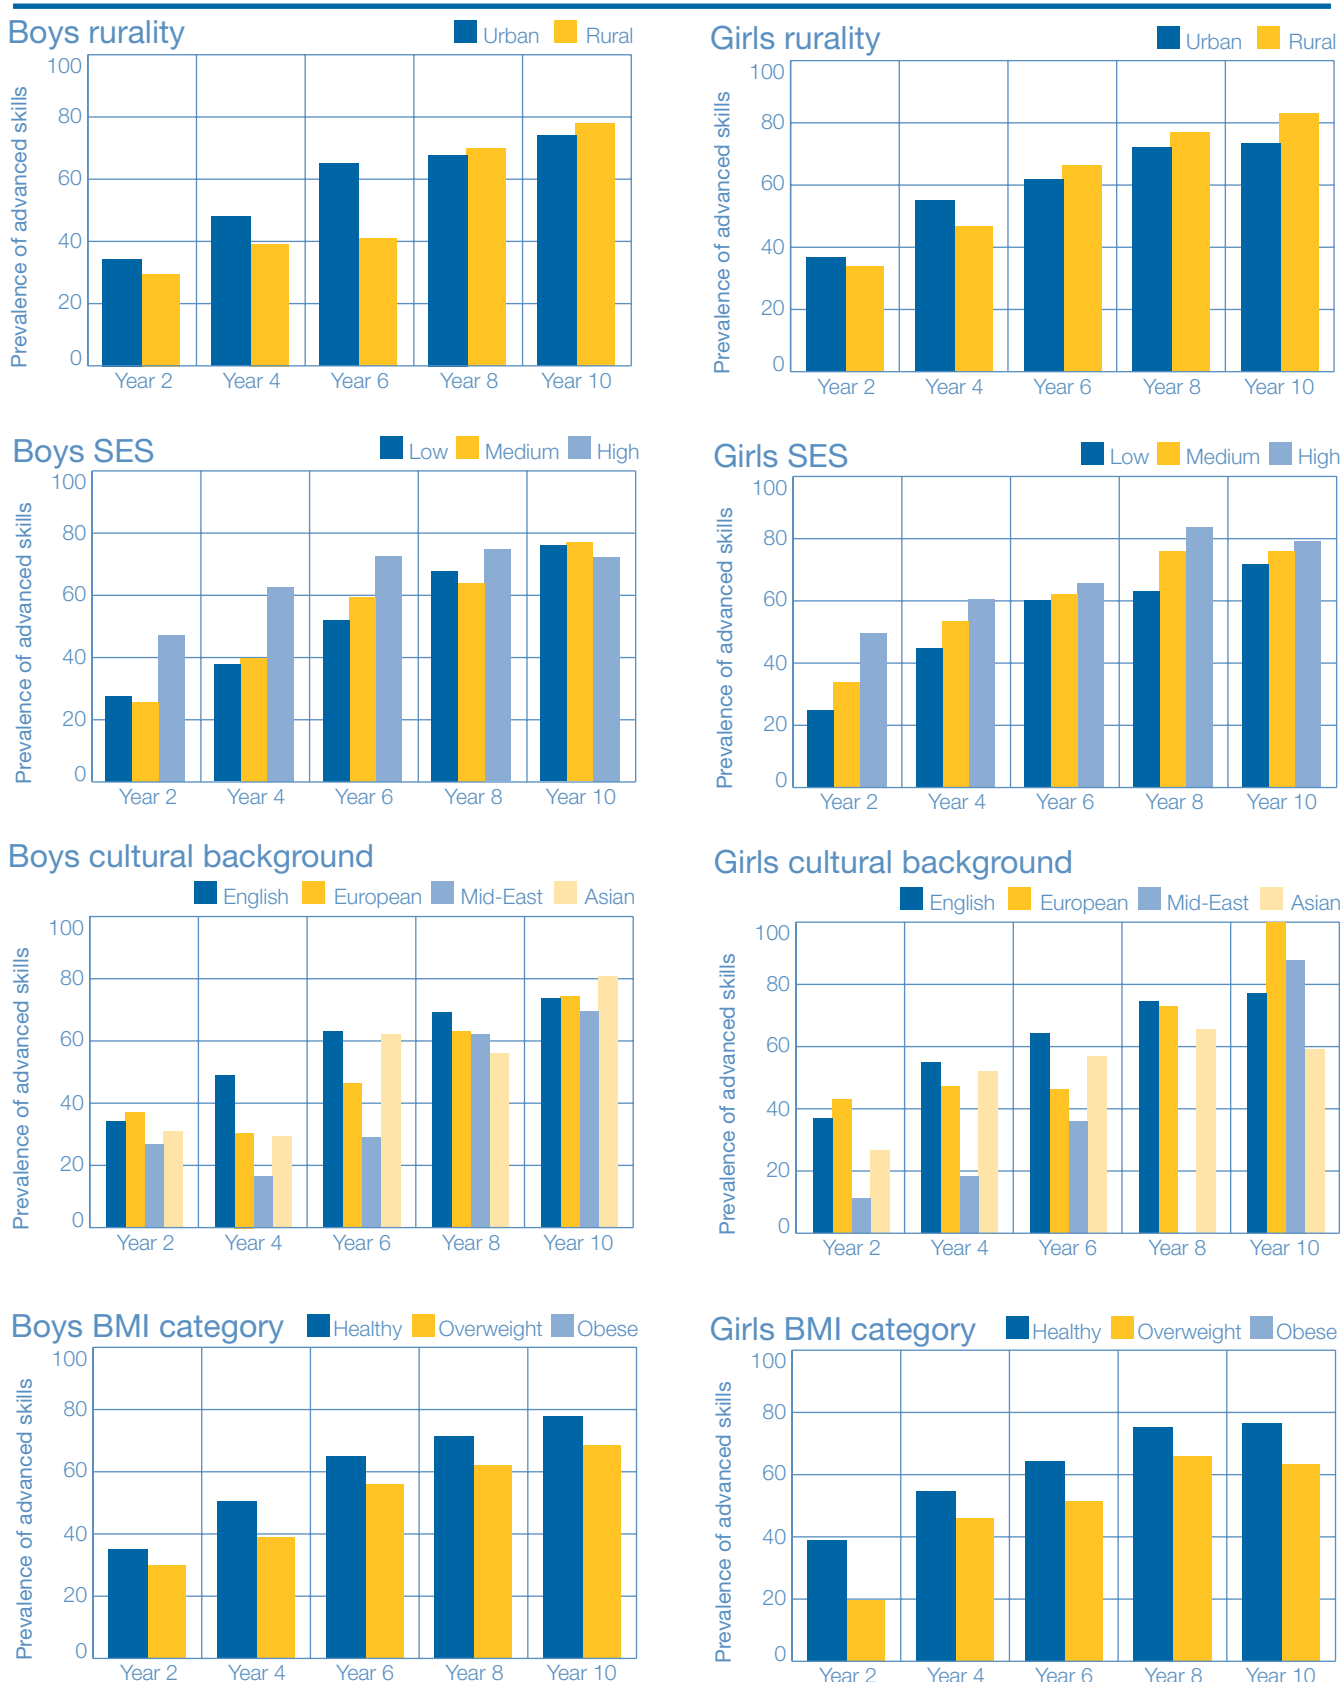 Boys rurality
Urban Rural
Prevalence of advanced skills
100
80
60
40
20
0
Year 2 Year 4 Year 6 Year 8 Year 10
Girls rurality
Urban Rural
Prevalence of advanced skills
100
80
60
40
20
0
Year 2 Year 4 Year 6 Year 8 Year 10
Boys SES
Low Medium High
Prevalence of advanced skills
100
80
60
40
20
0
Year 2 Year 4 Year 6 Year 8 Year 10
Girls SES
Low Medium High
Prevalence of advanced skills
100
80
60
40
20
0
Year 2 Year 4 Year 6 Year 8 Year 10
Boys cultural background
English European Mid-East Asian
Prevalence of advanced skills
100
80
60
40
20
0
Year 2 Year 4 Year 6 Year 8 Year 10
Girls cultural background
English European Mid-East Asian
Prevalence of advanced skills
100
80
60
40
20
0
Year 2 Year 4 Year 6 Year 8 Year 10
Boys BMI category
Healthy Overweight Obese
Prevalence of advanced skills
100
80
60
40
20
0
Year 2 Year 4 Year 6 Year 8 Year 10
Girls BMI category
Healthy Overweight Obese
Prevalence of advanced skills
100
80
60
40
20
0
Year 2 Year 4 Year 6 Year 8 Year 10